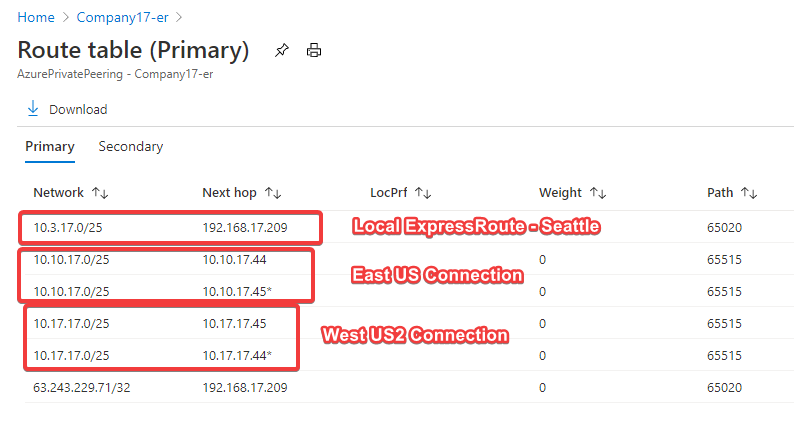 Home > Company17-er >
Route table (Primary)
AzurePrivatePeering - Company17-er
Download
Primary Secondary
Network ↑↓ Next hop ↑↓ LocPrf ↑↓ Weight ↑↓ Path ↑↓
10.3.17.0/25 192.168.17.209 Local ExpressRoute - Seattle 65020
10.10.17.0/25 10.10.17.44 0 65515
East US Connection
10.10.17.0/25 10.10.17.45* 0 65515
10.17.17.0/25 10.17.17.45 0 65515
West US2 Connection
10.17.17.0/25 10.17.17.44* 0 65515
63.243.229.71/32 192.168.17.209 0 65020